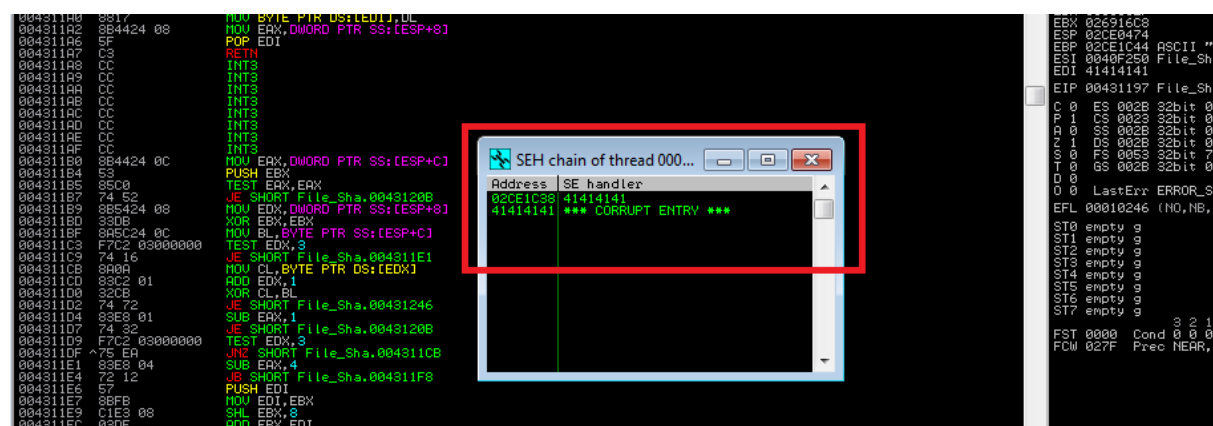 004311A0 8817 MOV BYTE PTR DS:[EDI],DL
004311A2 8B4424 08 MOV EAX,DWORD PTR SS:[ESP+8]
004311A6 5F POP EDI
004311A7 C3 RETN
004311A8 CC INT3
004311A9 CC INT3
004311AA CC INT3
004311AB CC INT3
004311AC CC INT3
004311AD CC INT3
004311AE CC INT3
004311AF CC INT3
004311B0 8B4424 0C MOV EAX,DWORD PTR SS:[ESP+C]
004311B4 53 PUSH EBX
004311B5 85C0 TEST EAX,EAX
004311B7 74 52 JE SHORT File_Sha.0043120B
004311B9 8B5424 08 MOV EDX,DWORD PTR SS:[ESP+8]
004311BD 33DB XOR EBX,EBX
004311BF 8A5C24 0C MOV BL,BYTE PTR SS:[ESP+C]
004311C3 F7C2 03000000 TEST EDX,3
004311C9 74 16 JE SHORT File_Sha.004311E1
004311CB 8A0A MOV CL,BYTE PTR DS:[EDX]
004311CD 83C2 01 ADD EDX,1
004311D0 32CB XOR CL,BL
004311D2 74 72 JE SHORT File_Sha.00431246
004311D4 83E8 01 SUB EAX,1
004311D7 74 32 JE SHORT File_Sha.0043120B
004311D9 F7C2 03000000 TEST EDX,3
004311DF ^75 EA JNZ SHORT File_Sha.004311CB
004311E1 83E8 04 SUB EAX,4
004311E4 72 12 JB SHORT File_Sha.004311F8
004311E6 57 PUSH EDI
004311E7 8BFB MOV EDI,EBX
004311E9 C1E3 08 SHL EBX,8
004311EC 03DF ADD EBX,EDI
SEH chain of thread 000...
Address SE handler
02CE1C38 41414141
41414141 *** CORRUPT ENTRY ***
EBX 026916C8
ESP 02CE0474
EBP 02CE1C44 ASCII "
ESI 0040F250 File_Sh
EDI 41414141
EIP 00431197 File_Sh
C 0 ES 002B 32bit 0
P 1 CS 0023 32bit 0
A 0 SS 002B 32bit 0
Z 1 DS 002B 32bit 0
S 0 FS 0053 32bit 7
T 0 GS 002B 32bit 0
D 0
O 0 LastErr ERROR_S
EFL 00010246 (NO,NB,
ST0 empty g
ST1 empty g
ST2 empty g
ST3 empty g
ST4 empty g
ST5 empty g
ST6 empty g
ST7 empty g
3 2 1
FST 0000 Cond 0 0 0
FCW 027F Prec NEAR,